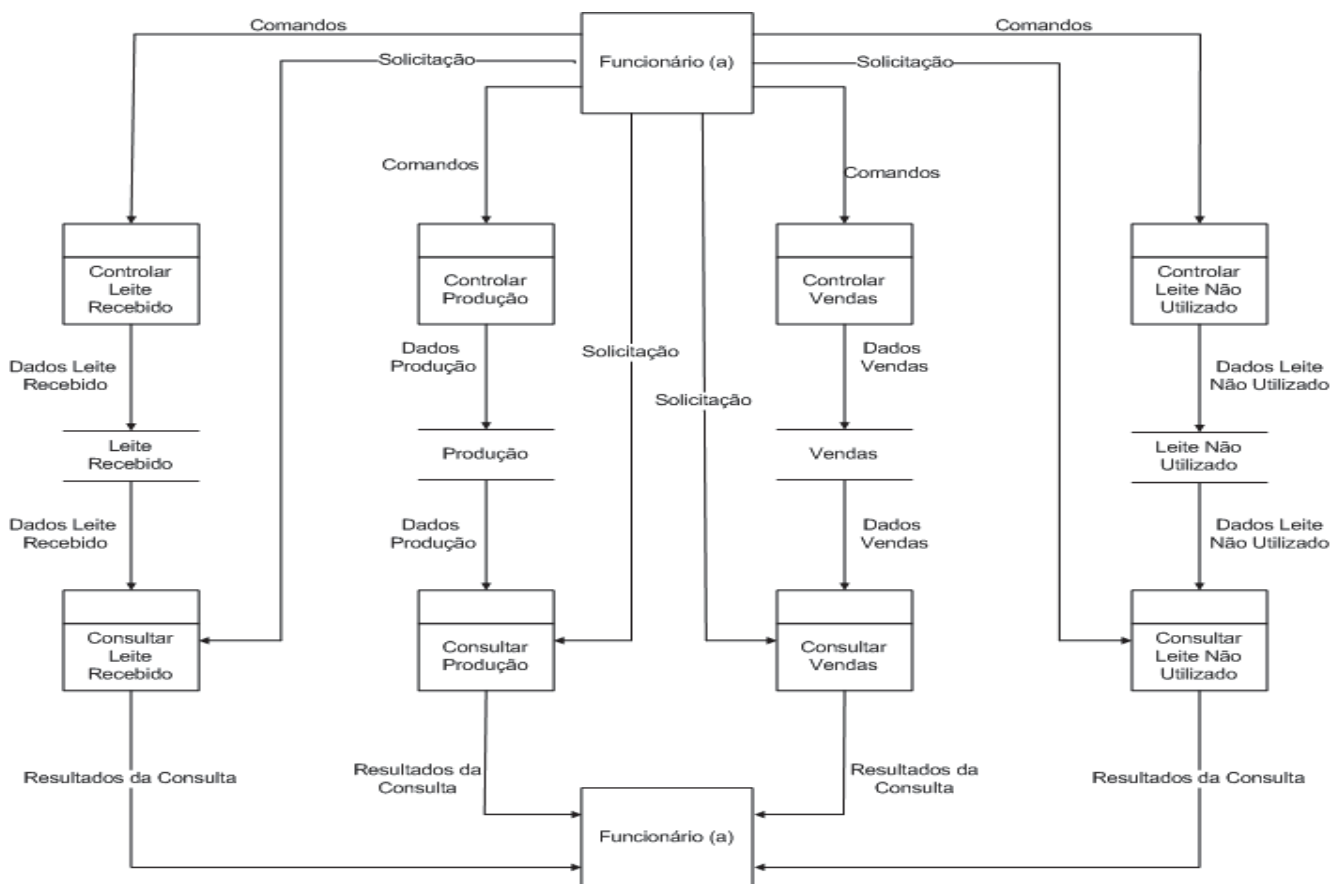 Comandos
Comandos
Funcionário (a)
Solicitação
Solicitação
Comandos
Comandos
Controlar
Leite
Recebido
Controlar
Produção
Controlar
Vendas
Controlar
Leite Não
Utilizado
Dados Leite
Recebido
Dados
Produção
Solicitação
Dados
Vendas
Dados Leite
Não Utilizado
Solicitação
Leite
Recebido
Produção
Vendas
Leite Não
Utilizado
Dados Leite
Recebido
Dados
Produção
Dados
Vendas
Dados Leite
Não Utilizado
Consultar
Leite
Recebido
Consultar
Produção
Consultar
Vendas
Consultar
Leite Não
Utilizado
Resultados da Consulta
Resultados da
Consulta
Resultados da
Consulta
Resultados da Consulta
Funcionário (a)